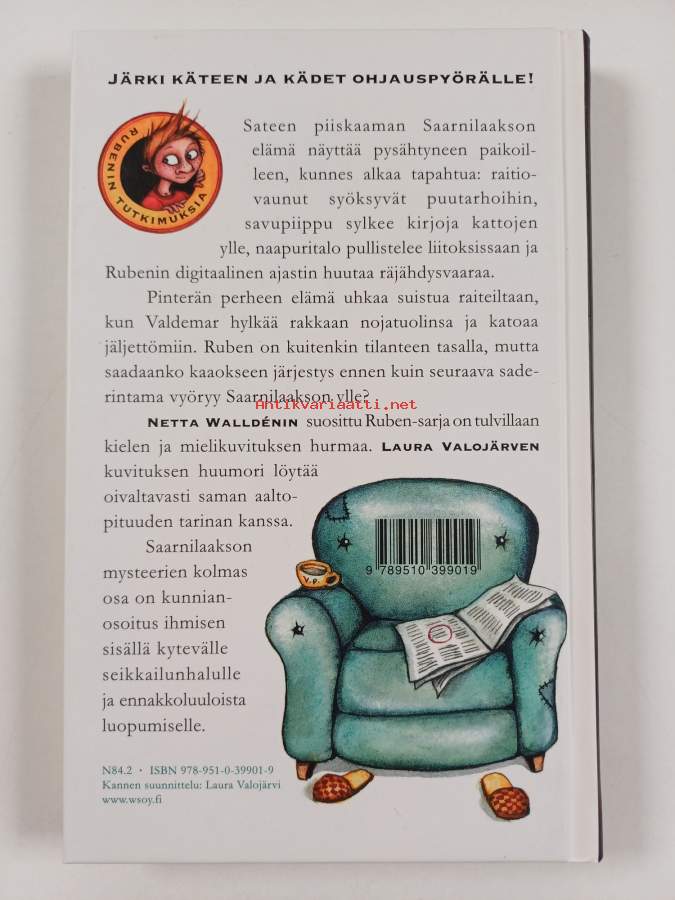 JÄRKI KÄTEEN JA KÄDET OHJAUSPYÖRÄLLE!
RUBENIN TUTKIMUKSIA
Sateen piiskaaman Saarnilaakson
elämä näyttää pysähtyneen paikoil-
leen, kunnes alkaa tapahtua: raitio-
vaunut syöksyvät puutarhoihin,
savupiippu sylkee kirjoja kattojen
ylle, naapuritalo pullistelee liitoksissaan ja
Rubenin digitaalinen ajastin huutaa räjähdysvaaraa.
Pinterän perheen elämä uhkaa suistua raiteiltaan,
kun Valdemar hylkää rakkaan nojatuolinsa ja katoaa
jäljettömiin. Ruben on kuitenkin tilanteen tasalla, mutta
saadaanko kaaokseen järjestys ennen kuin seuraava sade-
rintama vyöryy Saarnilaakson ylle?
Antikvariaatti.net
NETTA WALLDÉNIN suosittu Ruben-sarja on tulvillaan
kielen ja mielikuvituksen hurmaa. LAURA VALOJÄRVEN
kuvituksen huumori löytää
oivaltavasti saman aalto-
pituuden tarinan kanssa.
Saarnilaakson
mysteerien kolmas
osa on kunnian-
osoitus ihmisen
sisällä kytevälle
seikkailunhalulle
ja ennakkoluuloista
luopumiselle.
V.P.
9 789510 399019
N84.2 • ISBN 978-951-0-39901-9
Kannen suunnittelu: Laura Valojärvi
www.wsoy.fi